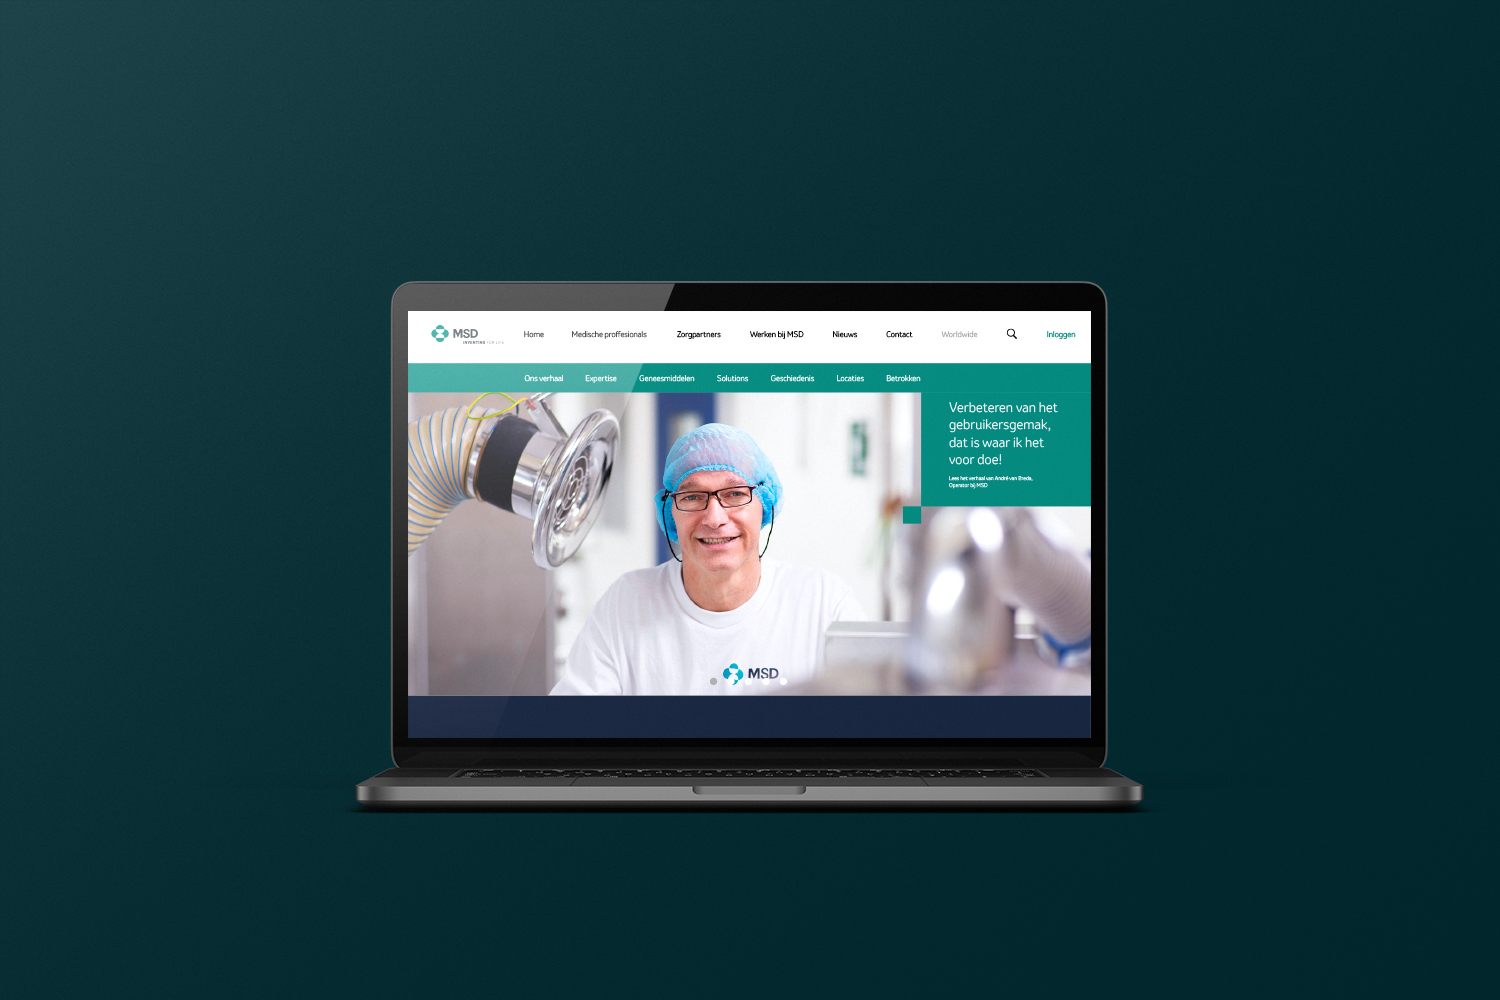 MSD
INVENTING FOR LIFE
Home Medische proffesionals Zorgpartners Werken bij MSD Nieuws Contact Worldwide Inloggen
Ons verhaal Expertise Geneesmiddelen Solutions Geschiedenis Locaties Betrokken
Verbeteren van het
gebruikersgemak,
dat is waar ik het
voor doe!
Lees het verhaal van André van Breda,
Operator bij MSD
MSD